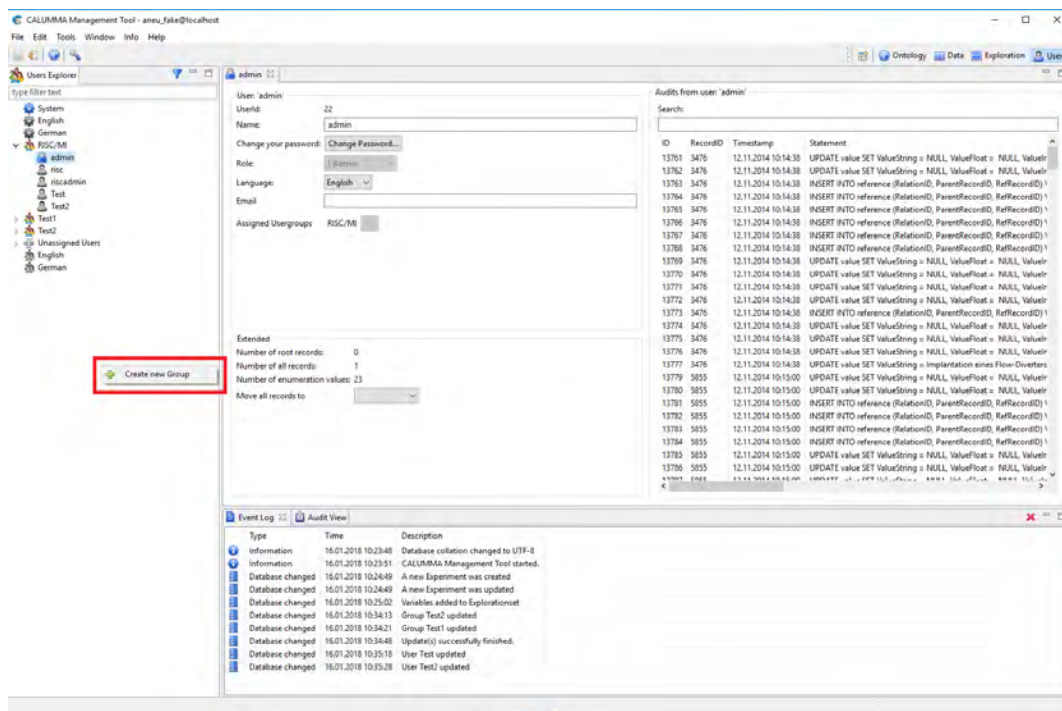 CALUMMA Management Tool - aneu_fake@localhost
File Edit Tools Window Info Help
Ontology Data Exploration User
Users Explorer
type filter text
System
English
German
RISC/MI
admin
risc
riscadmin
Test
Test2
Test1
Test2
Unassigned Users
English
German
Create new Group
admin
User: 'admin'
UserId: 22
Name: admin
Change your password: Change Password...
Role: 1 Admin
Language: English
Email
Assigned Usergroups RISC/MI
Extended
Number of root records: 0
Number of all records: 1
Number of enumeration values: 23
Move all records to
Audits from user: 'admin'
Search:
ID RecordID Timestamp Statement
13761 3476 12.11.2014 10:14:38 UPDATE value SET ValueString = NULL, ValueFloat = NULL, ValueIr
13762 3476 12.11.2014 10:14:38 UPDATE value SET ValueString = NULL, ValueFloat = NULL, ValueIr
13763 3476 12.11.2014 10:14:38 INSERT INTO reference (RelationID, ParentRecordID, RefRecordID) \
13764 3476 12.11.2014 10:14:38 INSERT INTO reference (RelationID, ParentRecordID, RefRecordID) \
13765 3476 12.11.2014 10:14:38 INSERT INTO reference (RelationID, ParentRecordID, RefRecordID) \
13766 3476 12.11.2014 10:14:38 INSERT INTO reference (RelationID, ParentRecordID, RefRecordID) \
13767 3476 12.11.2014 10:14:38 INSERT INTO reference (RelationID, ParentRecordID, RefRecordID) \
13768 3476 12.11.2014 10:14:38 INSERT INTO reference (RelationID, ParentRecordID, RefRecordID) \
13769 3476 12.11.2014 10:14:38 UPDATE value SET ValueString = NULL, ValueFloat = NULL, ValueIr
13770 3476 12.11.2014 10:14:38 UPDATE value SET ValueString = NULL, ValueFloat = NULL, ValueIr
13771 3476 12.11.2014 10:14:38 UPDATE value SET ValueString = NULL, ValueFloat = NULL, ValueIr
13772 3476 12.11.2014 10:14:38 UPDATE value SET ValueString = NULL, ValueFloat = NULL, ValueIr
13773 3476 12.11.2014 10:14:38 INSERT INTO reference (RelationID, ParentRecordID, RefRecordID) \
13774 3476 12.11.2014 10:14:38 UPDATE value SET ValueString = NULL, ValueFloat = NULL, ValueIr
13775 3476 12.11.2014 10:14:38 INSERT INTO reference (RelationID, ParentRecordID, RefRecordID) \
13776 3476 12.11.2014 10:14:38 UPDATE value SET ValueString = NULL, ValueFloat = NULL, ValueIr
13777 3476 12.11.2014 10:14:38 UPDATE value SET ValueString = Implantation eines Flow-Diverters
13779 5855 12.11.2014 10:15:00 UPDATE value SET ValueString = NULL, ValueFloat = NULL, ValueIr
13780 5855 12.11.2014 10:15:00 UPDATE value SET ValueString = NULL, ValueFloat = NULL, ValueIr
13781 5855 12.11.2014 10:15:00 INSERT INTO reference (RelationID, ParentRecordID, RefRecordID) \
13782 5855 12.11.2014 10:15:00 INSERT INTO reference (RelationID, ParentRecordID, RefRecordID) \
13783 5855 12.11.2014 10:15:00 INSERT INTO reference (RelationID, ParentRecordID, RefRecordID) \
13784 5855 12.11.2014 10:15:00 INSERT INTO reference (RelationID, ParentRecordID, RefRecordID) \
13785 5855 12.11.2014 10:15:00 UPDATE value SET ValueString = NULL, ValueFloat = NULL, ValueIr
13786 5855 12.11.2014 10:15:00 UPDATE value SET ValueString = NULL, ValueFloat = NULL, ValueIr
Event Log Audit View
Type Time Description
Information 16.01.2018 10:23:48 Database collation changed to UTF-8
Information 16.01.2018 10:23:51 CALUMMA Management Tool started.
Database changed 16.01.2018 10:24:49 A new Experiment was created
Database changed 16.01.2018 10:24:49 A new Experiment was updated
Database changed 16.01.2018 10:25:02 Variables added to Explorationset
Database changed 16.01.2018 10:34:13 Group Test2 updated
Database changed 16.01.2018 10:34:21 Group Test1 updated
Database changed 16.01.2018 10:34:48 Update(s) successfully finished.
Database changed 16.01.2018 10:35:18 User Test updated
Database changed 16.01.2018 10:35:28 User Test2 updated